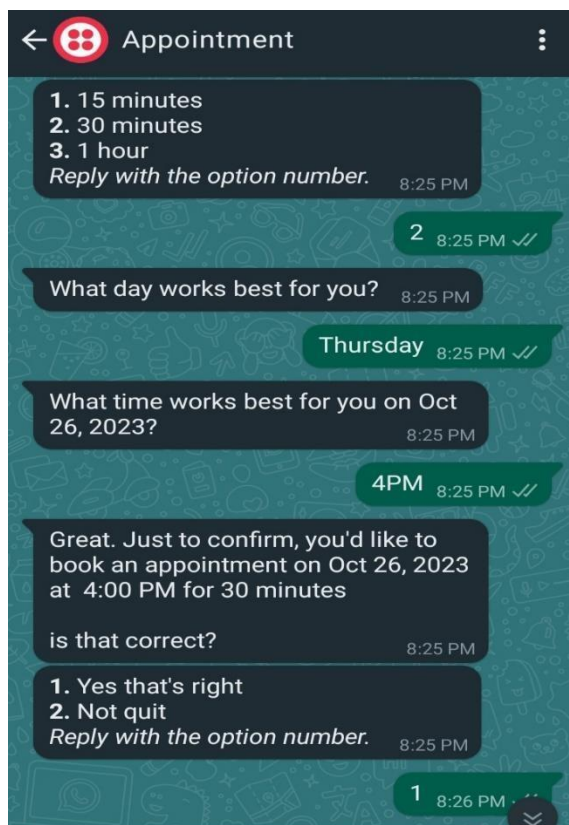 Appointment
1. 15 minutes
2. 30 minutes
3. 1 hour
Reply with the option number. 8:25 PM
2 8:25 PM
What day works best for you? 8:25 PM
Thursday 8:25 PM
What time works best for you on Oct
26, 2023? 8:25 PM
4PM 8:25 PM
Great. Just to confirm, you'd like to
book an appointment on Oct 26, 2023
at 4:00 PM for 30 minutes
is that correct? 8:25 PM
1. Yes that's right
2. Not quit
Reply with the option number. 8:25 PM
1 8:26 PM